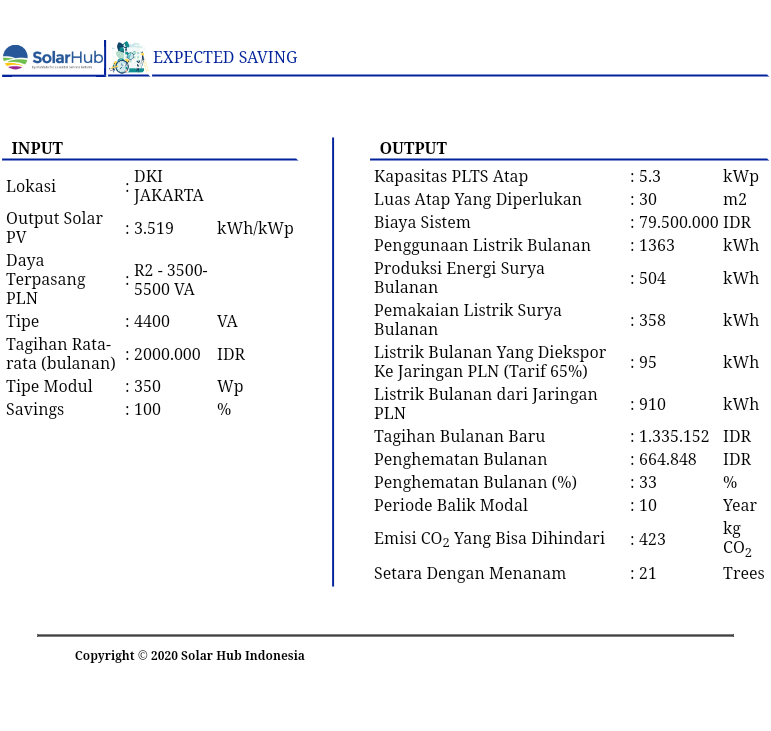 SolarHub
EXPECTED SAVING
INPUT
Lokasi : DKI JAKARTA
Output Solar PV : 3.519 kWh/kWp
Daya Terpasang PLN : R2 - 3500-5500 VA
Tipe : 4400 VA
Tagihan Rata-rata (bulanan) : 2000.000 IDR
Tipe Modul : 350 Wp
Savings : 100 %
OUTPUT
Kapasitas PLTS Atap : 5.3 kWp
Luas Atap Yang Diperlukan : 30 m2
Biaya Sistem : 79.500.000 IDR
Penggunaan Listrik Bulanan : 1363 kWh
Produksi Energi Surya Bulanan : 504 kWh
Pemakaian Listrik Surya Bulanan : 358 kWh
Listrik Bulanan Yang Diekspor Ke Jaringan PLN (Tarif 65%) : 95 kWh
Listrik Bulanan dari Jaringan PLN : 910 kWh
Tagihan Bulanan Baru : 1.335.152 IDR
Penghematan Bulanan : 664.848 IDR
Penghematan Bulanan (%) : 33 %
Periode Balik Modal : 10 Year
Emisi CO2 Yang Bisa Dihindari : 423 kg CO2
Setara Dengan Menanam : 21 Trees
Copyright © 2020 Solar Hub Indonesia